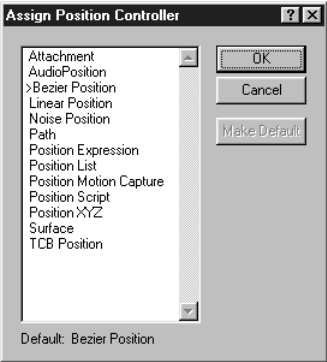 Assign Position Controller
Attachment
AudioPosition
>Bezier Position
Linear Position
Noise Position
Path
Position Expression
Position List
Position Motion Capture
Position Script
Position XYZ
Surface
TCB Position
OK
Cancel
Make Default
Default: Bezier Position